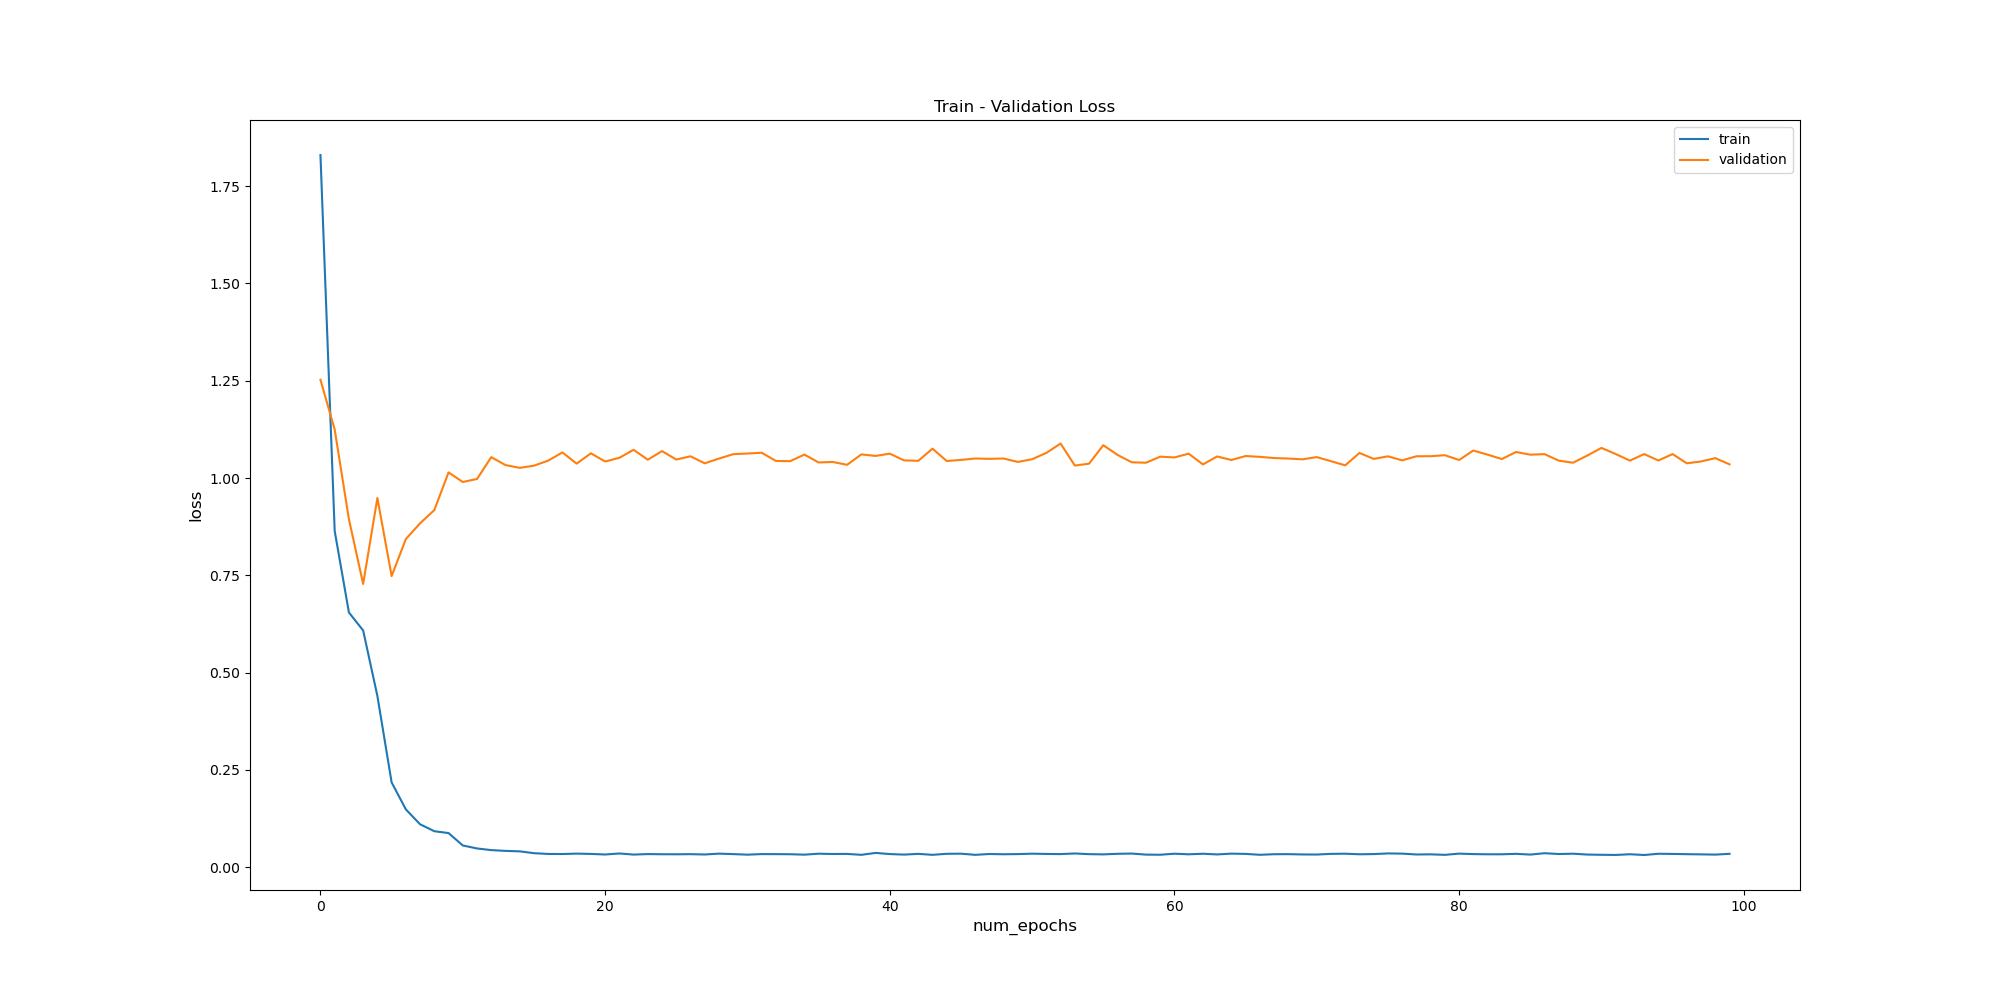 Train - Validation Loss
train
validation
1.75
1.50
1.25
1.00
0.75
0.50
0.25
0.00
loss
0 20 40 60 80 100
num_epochs